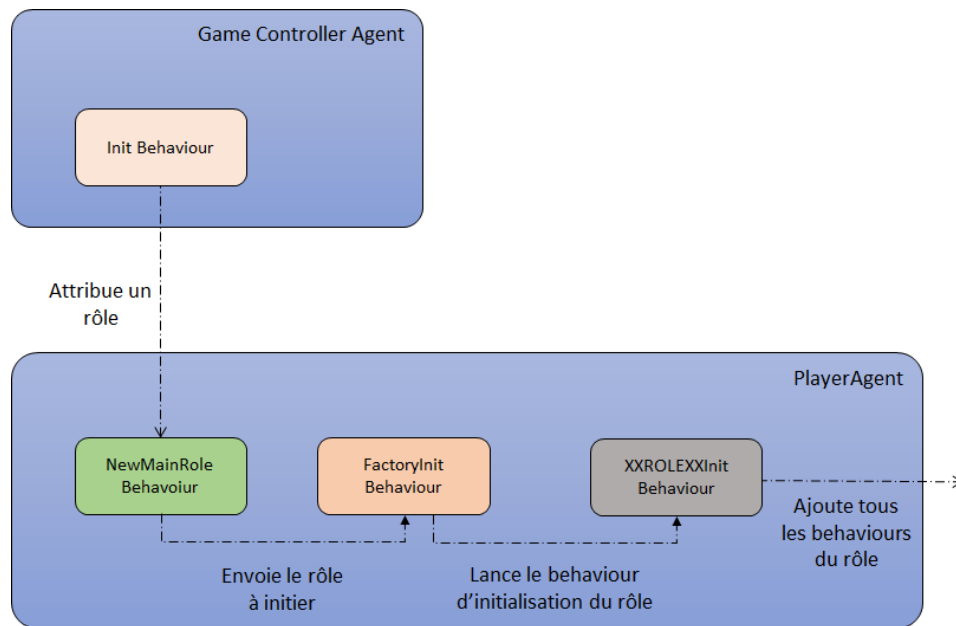 Game Controller Agent
Init Behaviour
Attribue un
rôle
PlayerAgent
NewMainRole
Behavoiur
FactoryInit
Behaviour
XXROLEXXInit
Behaviour
Envoie le rôle
à initier
Lance le behaviour
d'initialisation du rôle
Ajoute tous
les behaviours
du rôle